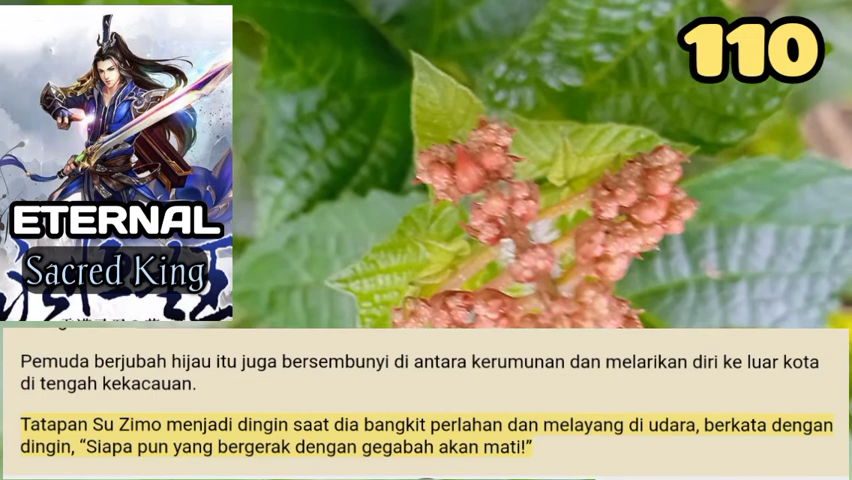 110
ETERNAL
Sacred King
Pemuda berjubah hijau itu juga bersembunyi di antara kerumunan dan melarikan diri ke luar kota
di tengah kekacauan.
Tatapan Su Zimo menjadi dingin saat dia bangkit perlahan dan melayang di udara, berkata dengan
dingin, “Siapa pun yang bergerak dengan gegabah akan mati!”